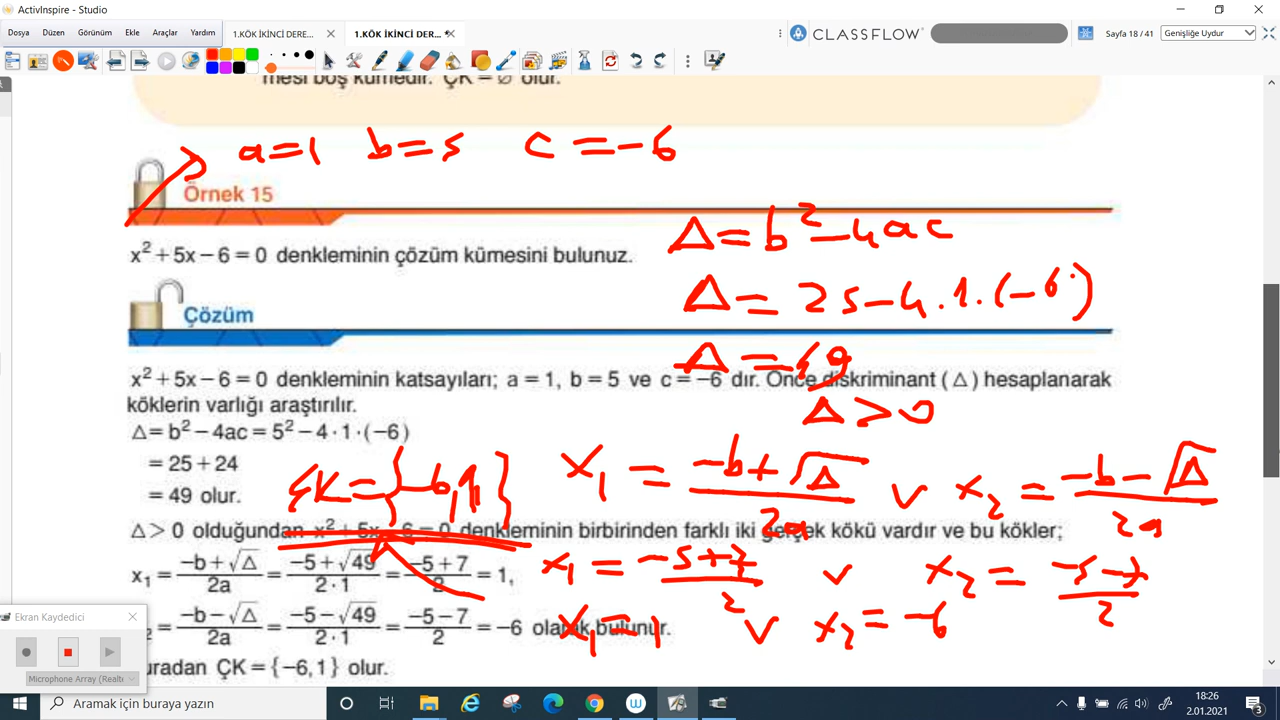 ActivInspire - Studio
Dosya Düzen Görünüm Ekle Araçlar Yardım
1.KÖK İKİNCİ DERE... 1.KÖK İKİNCİ DER...
CLASSFLOW
Sayfa 18 / 41 Genişliğe Uydur
mesi boş kümedir. ÇK = ∅ olur.
a=1 b=5 c=-6
Örnek 15
x² + 5x – 6 = 0 denkleminin çözüm kümesini bulunuz.
Δ = b² - 4ac
Δ = 25 - 4.1.(-6)
Çözüm
Δ = 49
x² + 5x – 6 = 0 denkleminin katsayıları; a = 1, b = 5 ve c = –6 dır. Önce diskriminant (Δ) hesaplanarak
köklerin varlığı araştırılır.
Δ > 0
Δ = b² – 4ac = 5² – 4 · 1 · (–6)
= 25 + 24
= 49 olur.
ÇK = {-6,1}
x₁ = (-b + √Δ)/2a v x₂ = (-b - √Δ)/2a
Δ > 0 olduğundan x² + 5x – 6 = 0 denkleminin birbirinden farklı iki gerçek kökü vardır ve bu kökler;
x₁ = (–b + √Δ)/2a = (–5 + √49)/2·1 = (–5 + 7)/2 = 1,
x₁ = (-5+7)/2 v x₂ = (-5-7)/2
= (–b – √Δ)/2a = (–5 – √49)/2·1 = (–5 – 7)/2 = –6 olarak bulunur.
x₁ = 1 v x₂ = -6
uradan ÇK = {–6, 1} olur.
Ekran Kaydedici
Microphone Array (Realte
Aramak için buraya yazın
18:26
2.01.2021
3